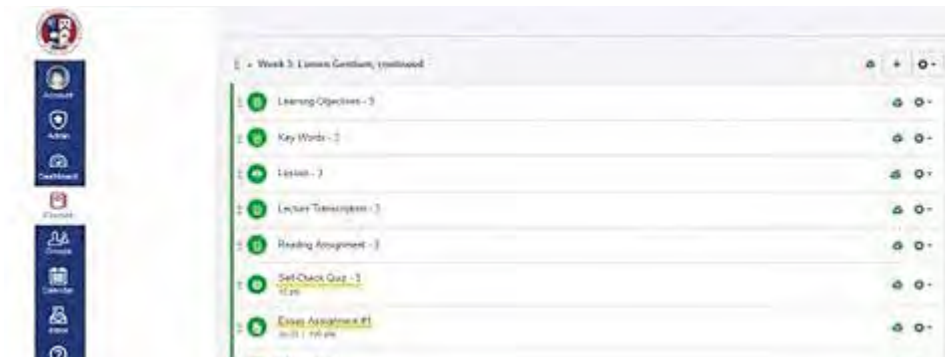 Week 3: Lumen Gentium, continued
Learning Objectives - 3
Key Words - 3
Lesson - 3
Lecture Transcription - 3
Reading Assignment - 3
Self-Check Quiz - 3
Essay Assignment #1
Account
Admin
Dashboard
Courses
Groups
Calendar
Inbox